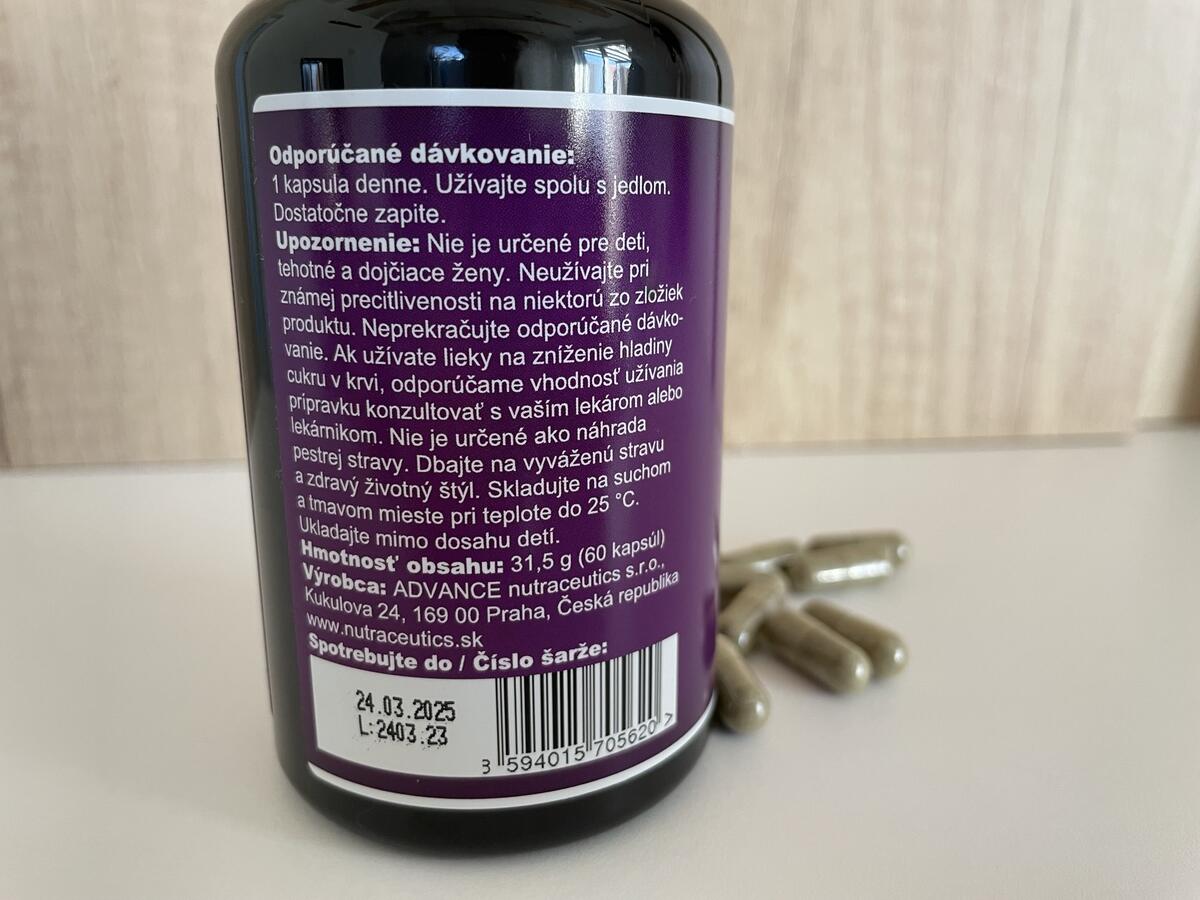 Odporúčané dávkovanie:
1 kapsula denne. Užívajte spolu s jedlom.
Dostatočne zapite.
Upozornenie: Nie je určené pre deti,
tehotné a dojčiace ženy. Neužívajte pri
známej precitlivenosti na niektorú zo zložiek
produktu. Neprekračujte odporúčané dávko-
vanie. Ak užívate lieky na zníženie hladiny
cukru v krvi, odporúčame vhodnosť užívania
prípravku konzultovať s vaším lekárom alebo
lekárnikom. Nie je určené ako náhrada
pestrej stravy. Dbajte na vyváženú stravu
a zdravý životný štýl. Skladujte na suchom
a tmavom mieste pri teplote do 25 °C.
Ukladajte mimo dosahu detí.
Hmotnosť obsahu: 31,5 g (60 kapsúl)
Výrobca: ADVANCE nutraceutics s.r.o.,
Kukulova 24, 169 00 Praha, Česká republika
www.nutraceutics.sk
Spotrebujte do / Číslo šarže:
24.03.2025
L:2403.23
8 594015 705620 >